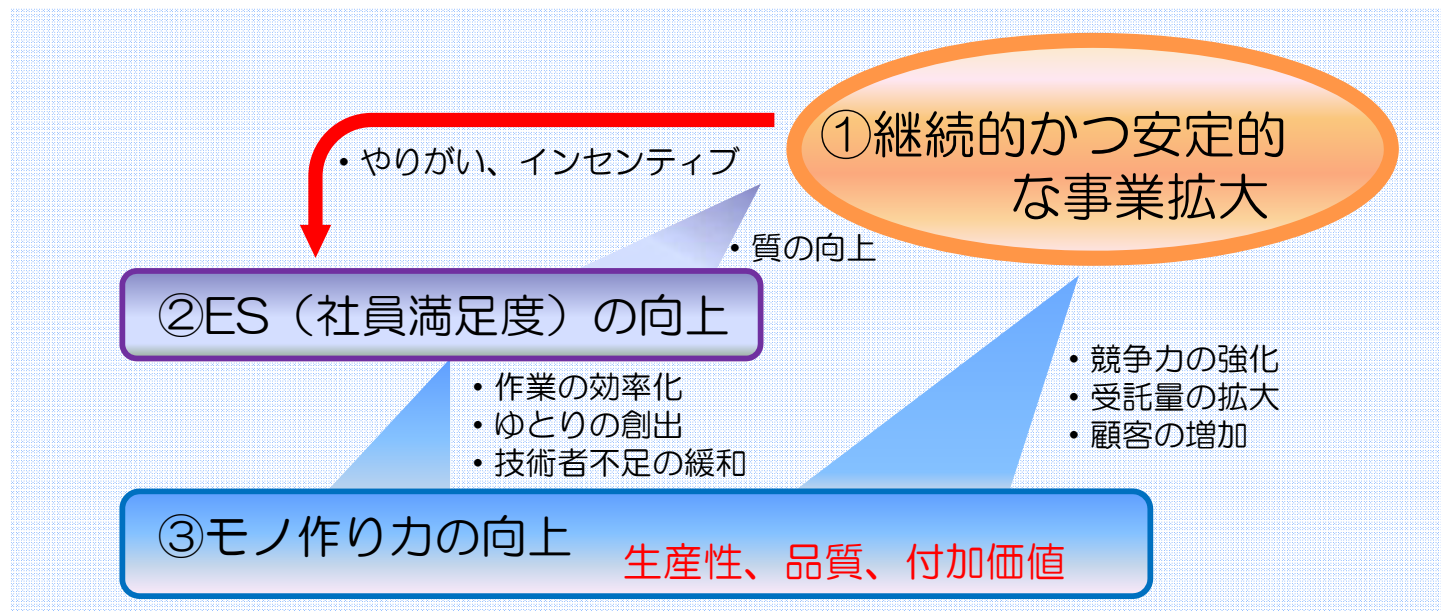 ①継続的かつ安定的
な事業拡大
・やりがい、インセンティブ
・質の向上
②ES（社員満足度）の向上
・作業の効率化
・ゆとりの創出
・技術者不足の緩和
・競争力の強化
・受託量の拡大
・顧客の増加
③モノ作り力の向上
生産性、品質、付加価値